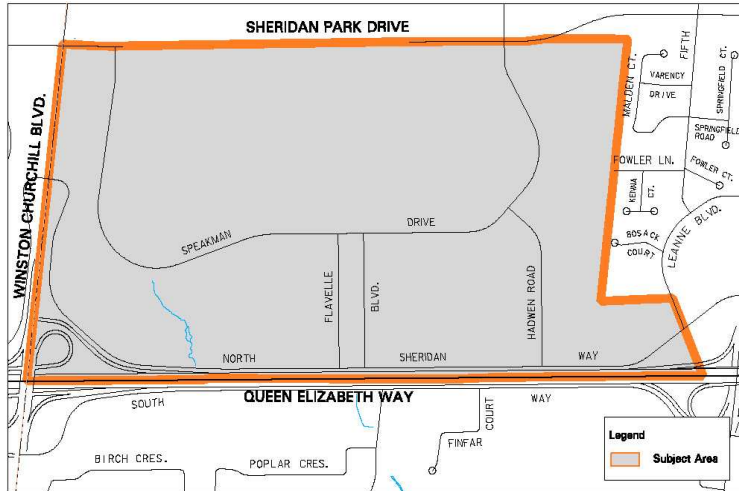 SHERIDAN PARK DRIVE
WINSTON CHURCHILL BLVD.
MALDEN CT.
FIFTH
SPRINGFIELD CT.
VARENCY
DRIVE
SPRINGFIELD
ROAD
FOWLER LN.
FOWLER CT.
KENNA
CT.
BOSACK
COURT
LEANNE BLVD.
SPEAKMAN
DRIVE
FLAVELLE
BLVD.
HADWEN ROAD
NORTH
SHERIDAN
WAY
SOUTH
QUEEN ELIZABETH WAY
WAY
COURT
FINFAR
BIRCH CRES.
POPLAR CRES.
Legend
Subject Area